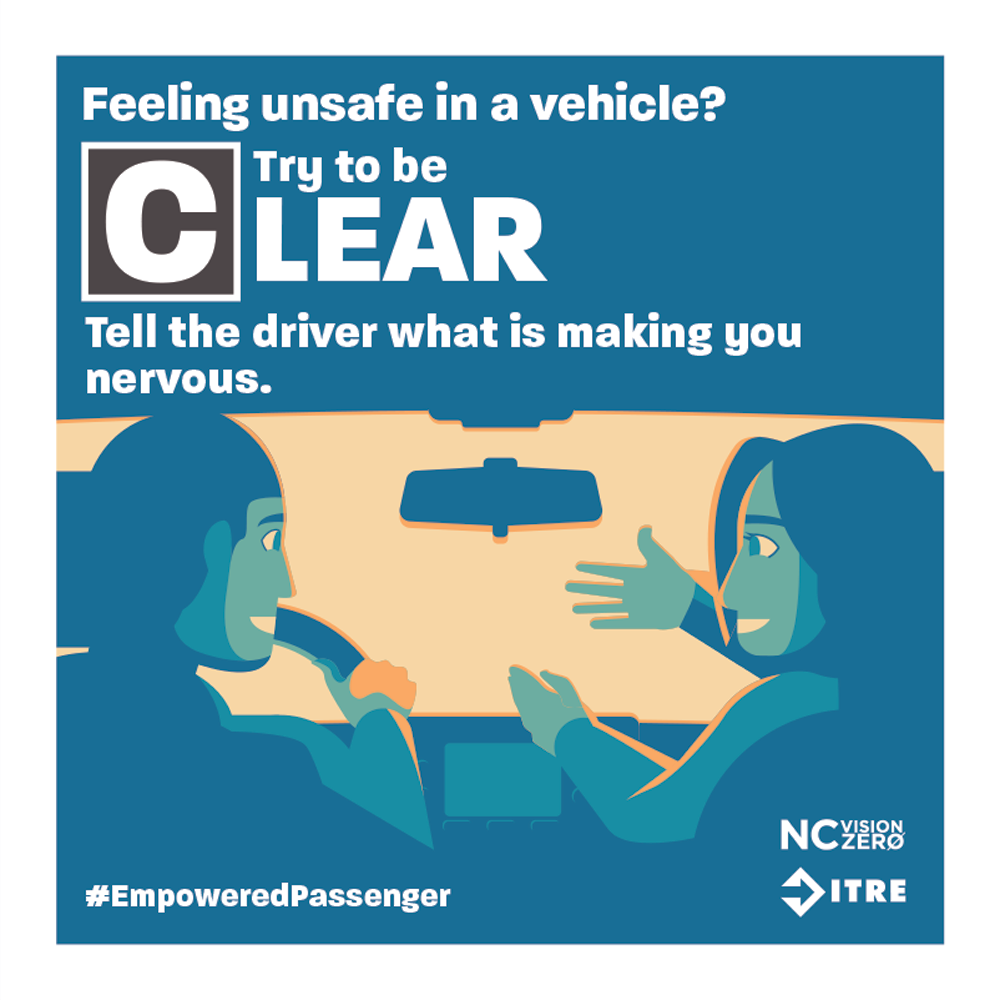 Feeling unsafe in a vehicle?
Try to be
CLEAR
Tell the driver what is making you
nervous.
NC VISION ZERO
#EmpoweredPassenger
ITRE